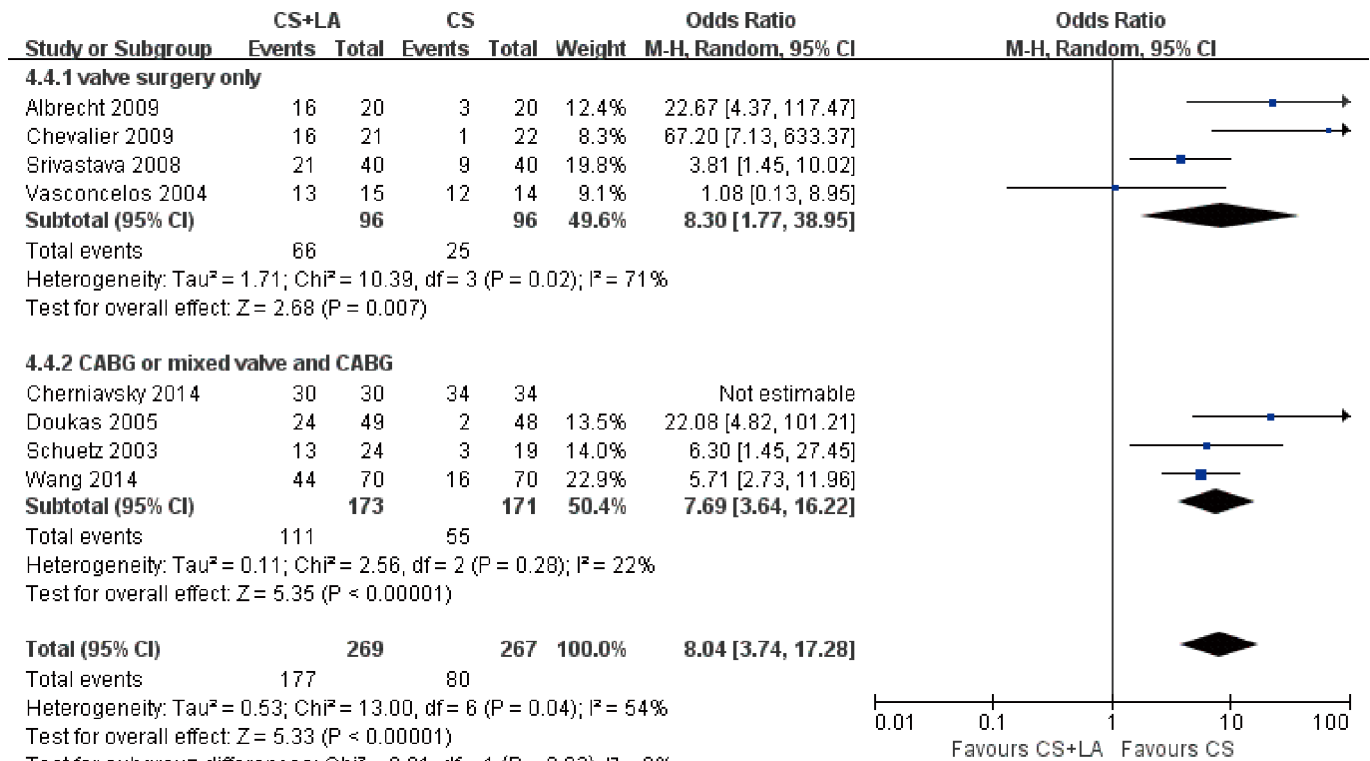 CS+LA CS Odds Ratio Odds Ratio
Study or Subgroup Events Total Events Total Weight M-H, Random, 95% CI M-H, Random, 95% CI
4.4.1 valve surgery only
Albrecht 2009 16 20 3 20 12.4% 22.67 [4.37, 117.47]
Chevalier 2009 16 21 1 22 8.3% 67.20 [7.13, 633.37]
Srivastava 2008 21 40 9 40 19.8% 3.81 [1.45, 10.02]
Vasconcelos 2004 13 15 12 14 9.1% 1.08 [0.13, 8.95]
Subtotal (95% CI) 96 96 49.6% 8.30 [1.77, 38.95]
Total events 66 25
Heterogeneity: Tau² = 1.71; Chi² = 10.39, df = 3 (P = 0.02); I² = 71%
Test for overall effect: Z = 2.68 (P = 0.007)
4.4.2 CABG or mixed valve and CABG
Cherniavsky 2014 30 30 34 34 Not estimable
Doukas 2005 24 49 2 48 13.5% 22.08 [4.82, 101.21]
Schuetz 2003 13 24 3 19 14.0% 6.30 [1.45, 27.45]
Wang 2014 44 70 16 70 22.9% 5.71 [2.73, 11.96]
Subtotal (95% CI) 173 171 50.4% 7.69 [3.64, 16.22]
Total events 111 55
Heterogeneity: Tau² = 0.11; Chi² = 2.56, df = 2 (P = 0.28); I² = 22%
Test for overall effect: Z = 5.35 (P < 0.00001)
Total (95% CI) 269 267 100.0% 8.04 [3.74, 17.28]
Total events 177 80
Heterogeneity: Tau² = 0.53; Chi² = 13.00, df = 6 (P = 0.04); I² = 54%
Test for overall effect: Z = 5.33 (P < 0.00001)
0.01 0.1 1 10 100
Favours CS+LA Favours CS